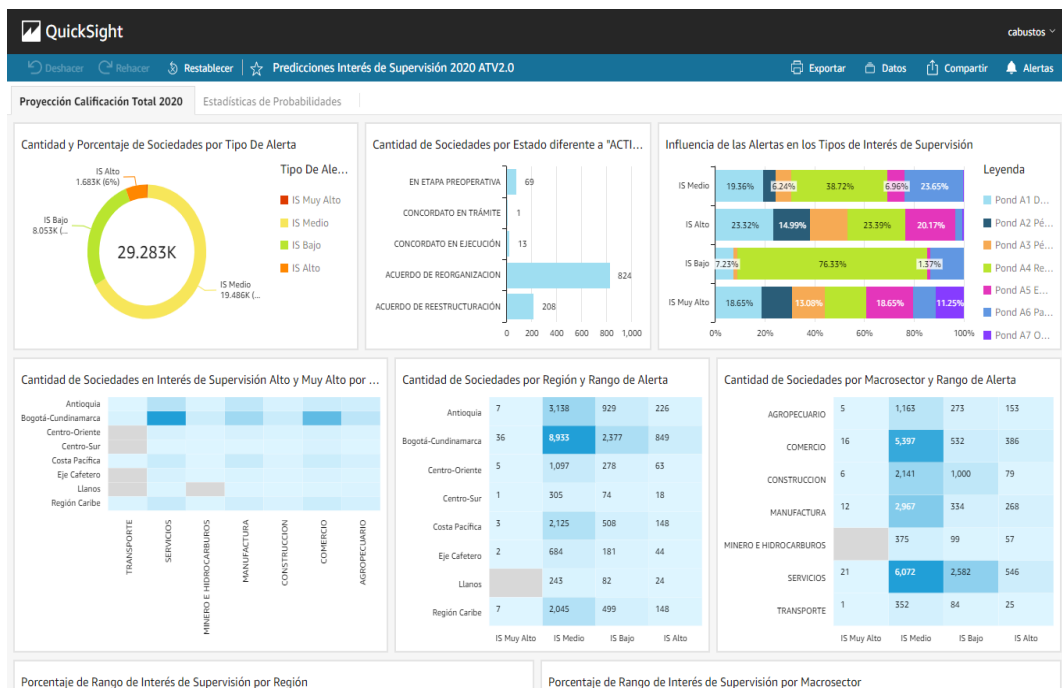 QuickSight
cabustos
Deshacer Rehacer Restablecer Predicciones Interés de Supervisión 2020 ATV2.0 Exportar Datos Compartir Alertas
Proyección Calificación Total 2020 Estadísticas de Probabilidades
Cantidad y Porcentaje de Sociedades por Tipo De Alerta
IS Alto
1.683K (6%)
IS Bajo
8.053K (...
29.283K
IS Medio
19.486K (...
Tipo De Ale...
IS Muy Alto
IS Medio
IS Bajo
IS Alto
Cantidad de Sociedades por Estado diferente a "ACTI...
EN ETAPA PREOPERATIVA 69
CONCORDATO EN TRÁMITE 1
CONCORDATO EN EJECUCIÓN 13
ACUERDO DE REORGANIZACION 824
ACUERDO DE REESTRUCTURACIÓN 208
0 200 400 600 800 1,000
Influencia de las Alertas en los Tipos de Interés de Supervisión
IS Medio 19.36% 6.24% 38.72% 6.96% 23.65%
IS Alto 23.32% 14.99% 23.39% 20.17%
IS Bajo 7.23% 76.33% 1.37%
IS Muy Alto 18.65% 13.08% 18.65% 11.25%
0% 20% 40% 60% 80% 100%
Leyenda
Pond A1 D...
Pond A2 Pé...
Pond A3 Pé...
Pond A4 Re...
Pond A5 E...
Pond A6 Pa...
Pond A7 O...
Cantidad de Sociedades en Interés de Supervisión Alto y Muy Alto por ...
Antioquia
Bogotá-Cundinamarca
Centro-Oriente
Centro-Sur
Costa Pacífica
Eje Cafetero
Llanos
Región Caribe
TRANSPORTE
SERVICIOS
MINERO E HIDROCARBUROS
MANUFACTURA
CONSTRUCCION
COMERCIO
AGROPECUARIO
Cantidad de Sociedades por Región y Rango de Alerta
Antioquia 7 3,138 929 226
Bogotá-Cundinamarca 36 8,933 2,377 849
Centro-Oriente 5 1,097 278 63
Centro-Sur 1 305 74 18
Costa Pacífica 3 2,125 508 148
Eje Cafetero 2 684 181 44
Llanos 243 82 24
Región Caribe 7 2,045 499 148
IS Muy Alto IS Medio IS Bajo IS Alto
Cantidad de Sociedades por Macrosector y Rango de Alerta
AGROPECUARIO 5 1,163 273 153
COMERCIO 16 5,397 532 386
CONSTRUCCION 6 2,141 1,000 79
MANUFACTURA 12 2,967 334 268
MINERO E HIDROCARBUROS 375 99 57
SERVICIOS 21 6,072 2,582 546
TRANSPORTE 1 352 84 25
IS Muy Alto IS Medio IS Bajo IS Alto
Porcentaje de Rango de Interés de Supervisión por Región
Porcentaje de Rango de Interés de Supervisión por Macrosector